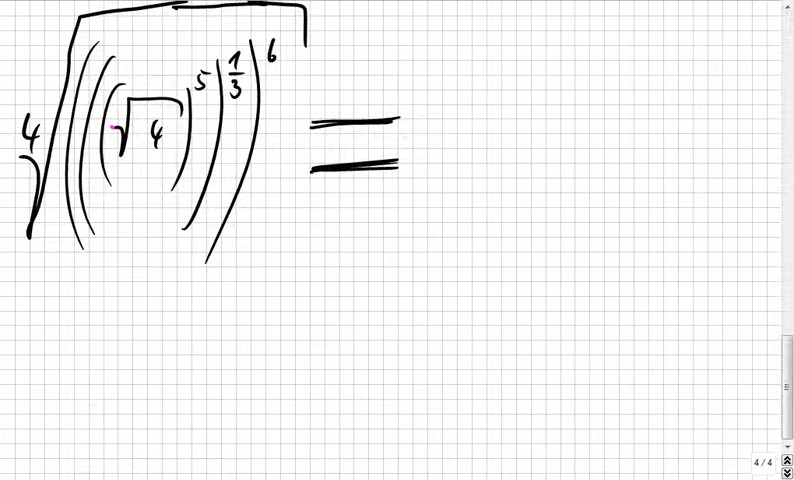 ⁴√(((√4)⁵)^(1/3))⁶ =
4 / 4